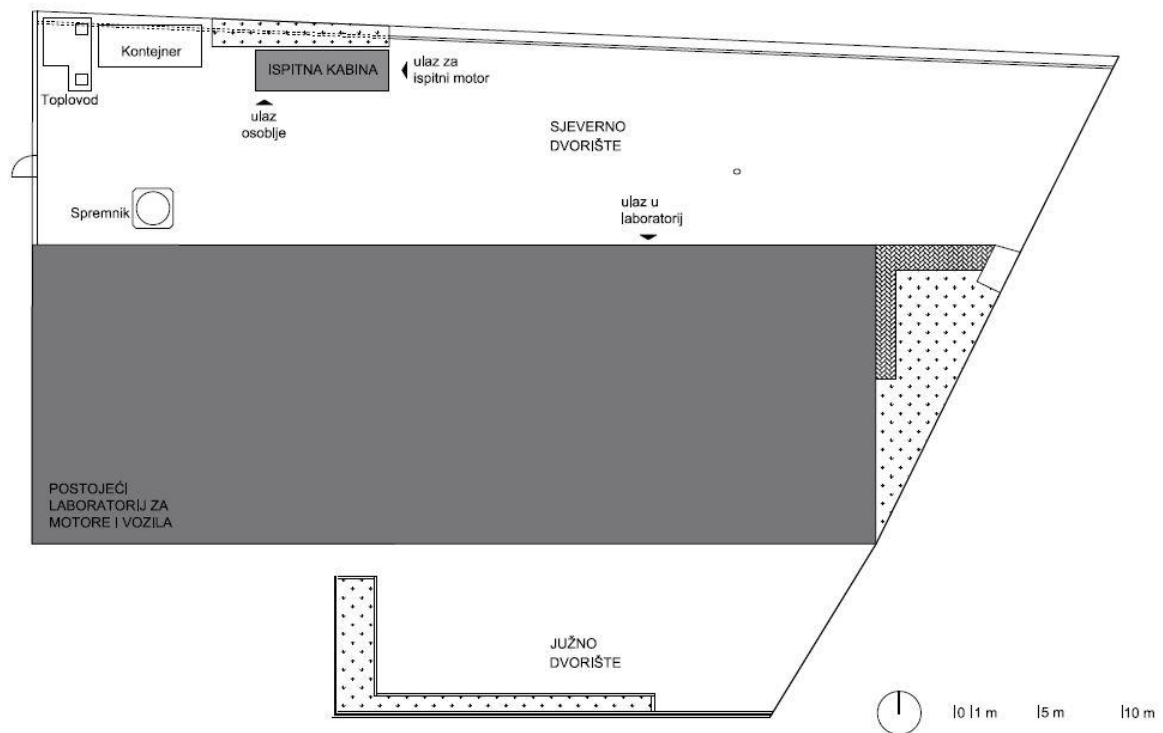 Kontejner
ISPITNA KABINA
ulaz za
ispitni motor
Toplovod
ulaz
osoblje
SJEVERNO
DVORIŠTE
Spremnik
ulaz u
laboratorij
POSTOJEĆI
LABORATORIJ ZA
MOTORE I VOZILA
JUŽNO
DVORIŠTE
|0 |1 m |5 m |10 m